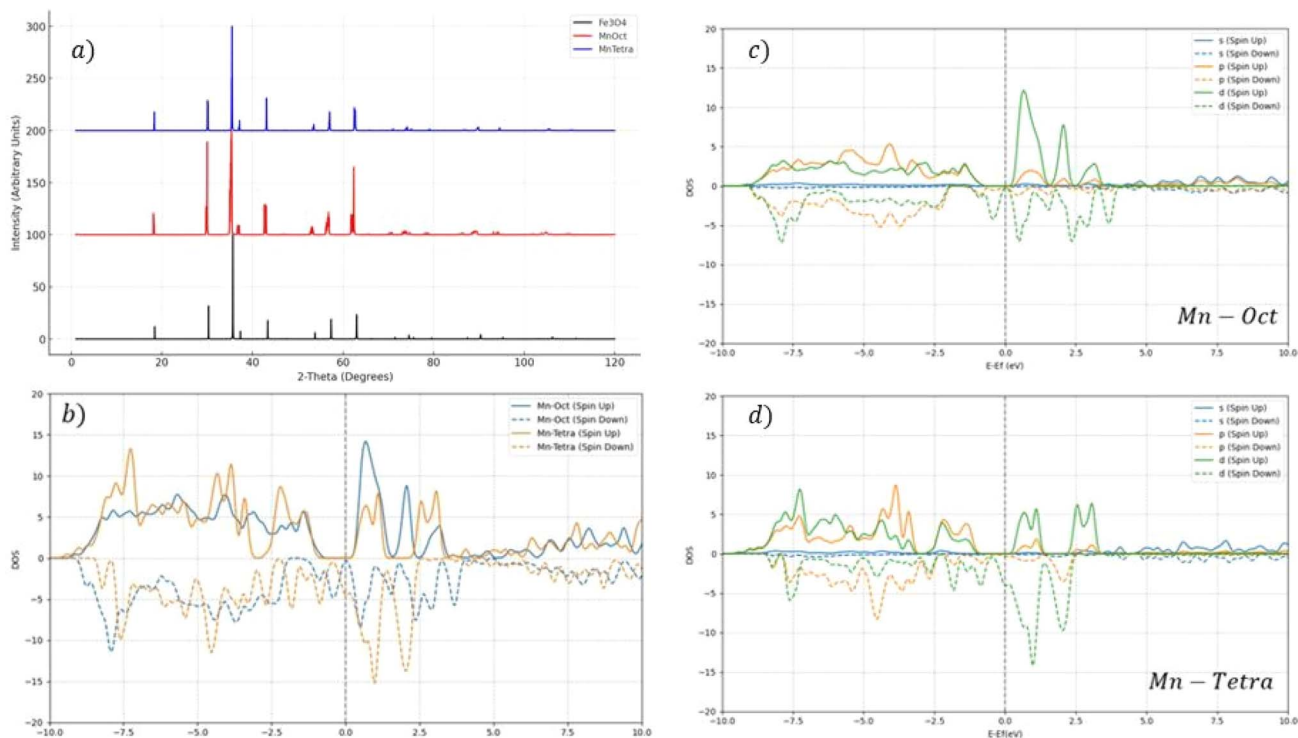 a)
Fe3O4
MnOct
MnTetra
300
250
200
150
100
50
0
Intensity (Arbitrary Units)
0 20 40 60 80 100 120
2-Theta (Degrees)
b)
Mn-Oct (Spin Up)
Mn-Oct (Spin Down)
Mn-Tetra (Spin Up)
Mn-Tetra (Spin Down)
20
15
10
5
0
−5
−10
−15
−20
DOS
−10.0 −7.5 −5.0 −2.5 0.0 2.5 5.0 7.5 10.0
c)
s (Spin Up)
s (Spin Down)
p (Spin Up)
p (Spin Down)
d (Spin Up)
d (Spin Down)
20
15
10
5
0
−5
−10
−15
−20
DOS
Mn − Oct
−10.0 −7.5 −5.0 −2.5 0.0 2.5 5.0 7.5 10.0
E-Ef (eV)
d)
s (Spin Up)
s (Spin Down)
p (Spin Up)
p (Spin Down)
d (Spin Up)
d (Spin Down)
20
15
10
5
0
−5
−10
−15
−20
DOS
Mn − Tetra
−10.0 −7.5 −5.0 −2.5 0.0 2.5 5.0 7.5 10.0
E-Ef(eV)